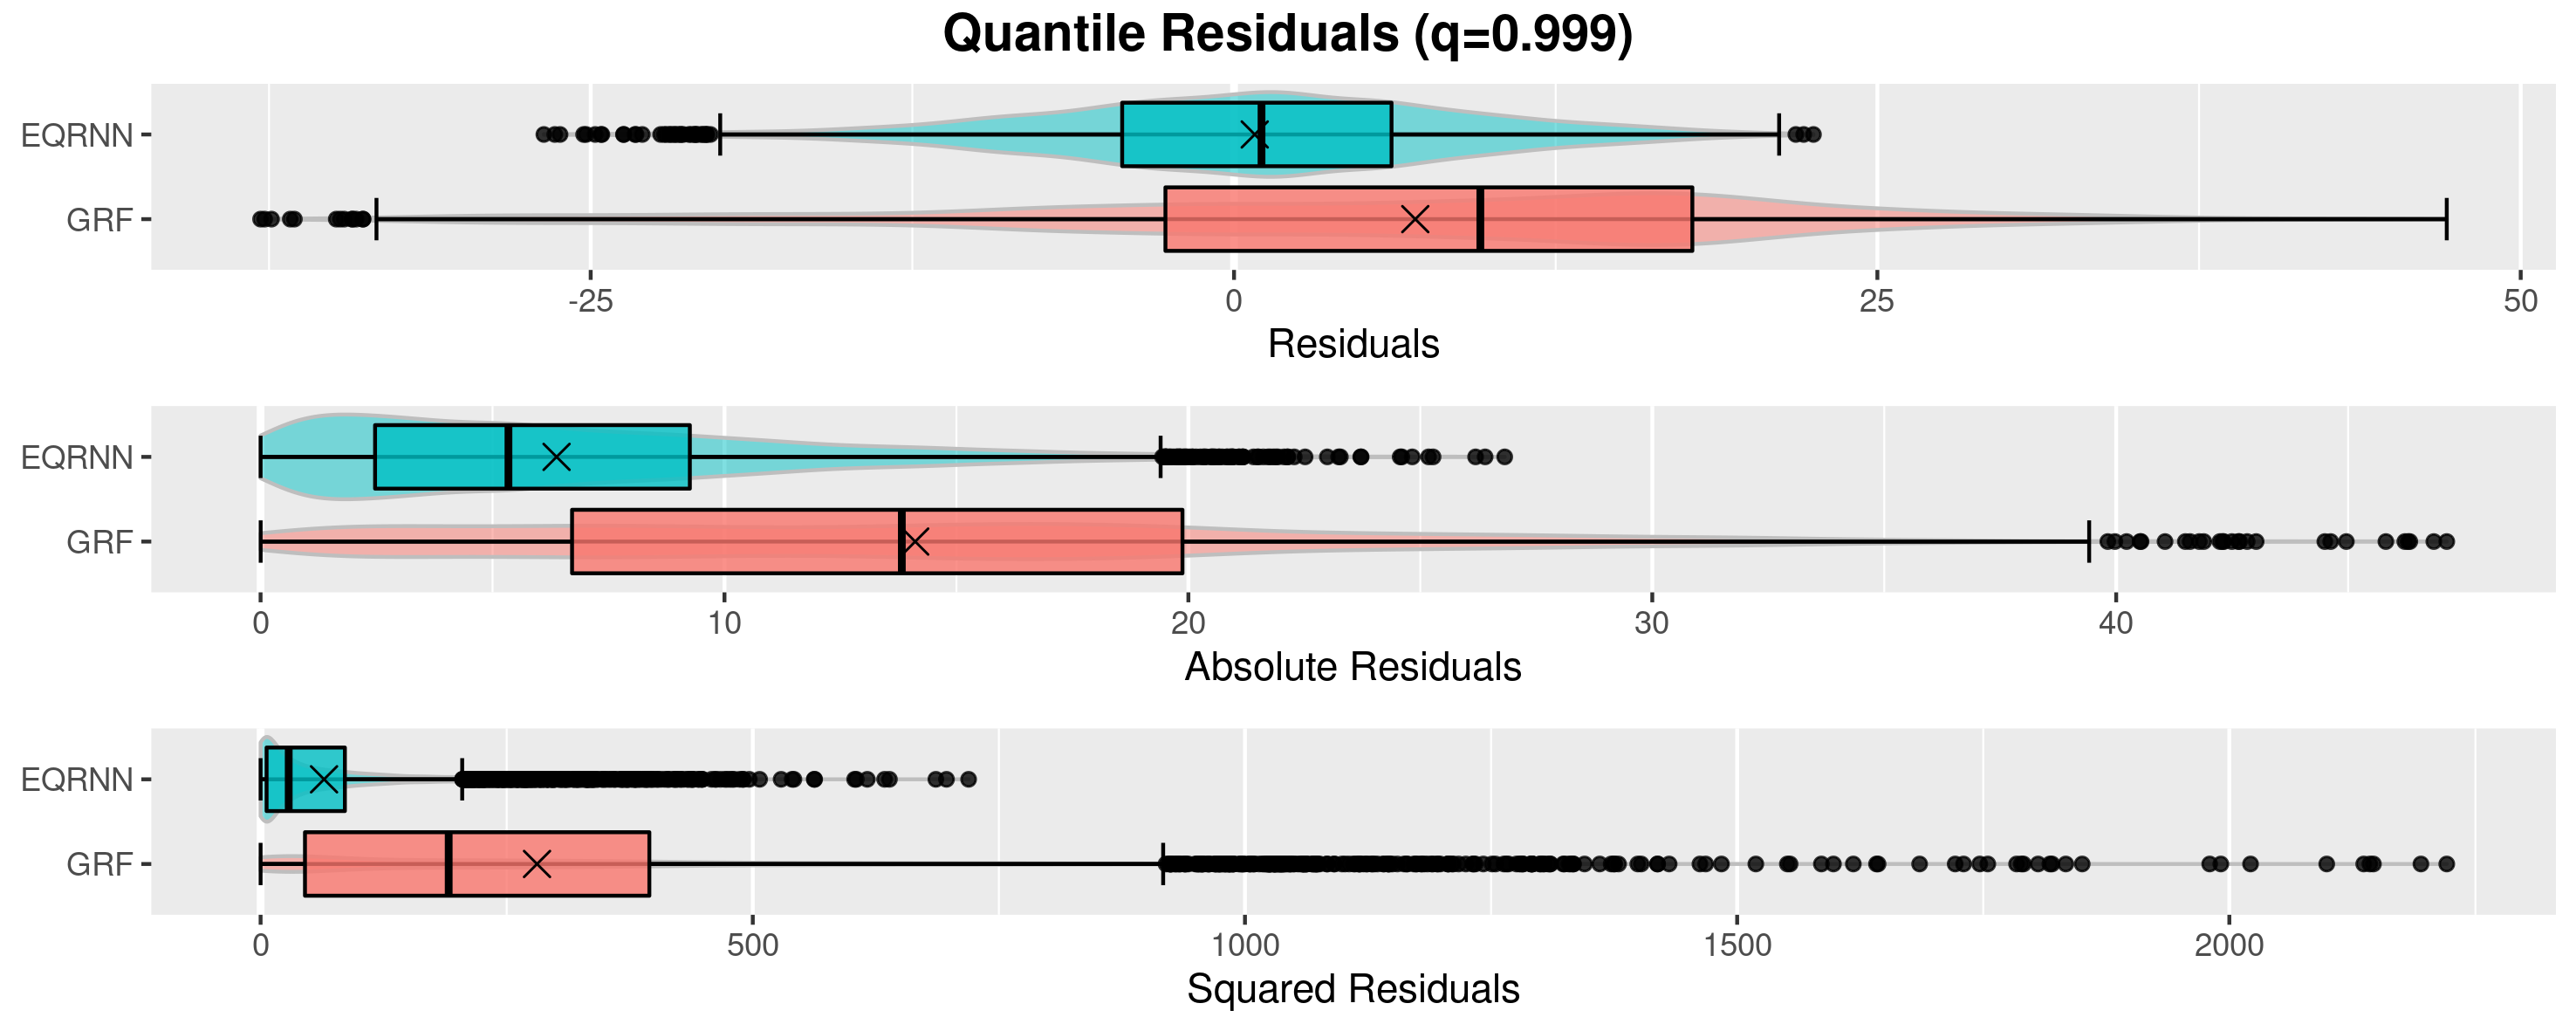 Quantile Residuals (q=0.999)
EQRNN
GRF
-25 0 25 50
Residuals
EQRNN
GRF
0 10 20 30 40
Absolute Residuals
EQRNN
GRF
0 500 1000 1500 2000
Squared Residuals